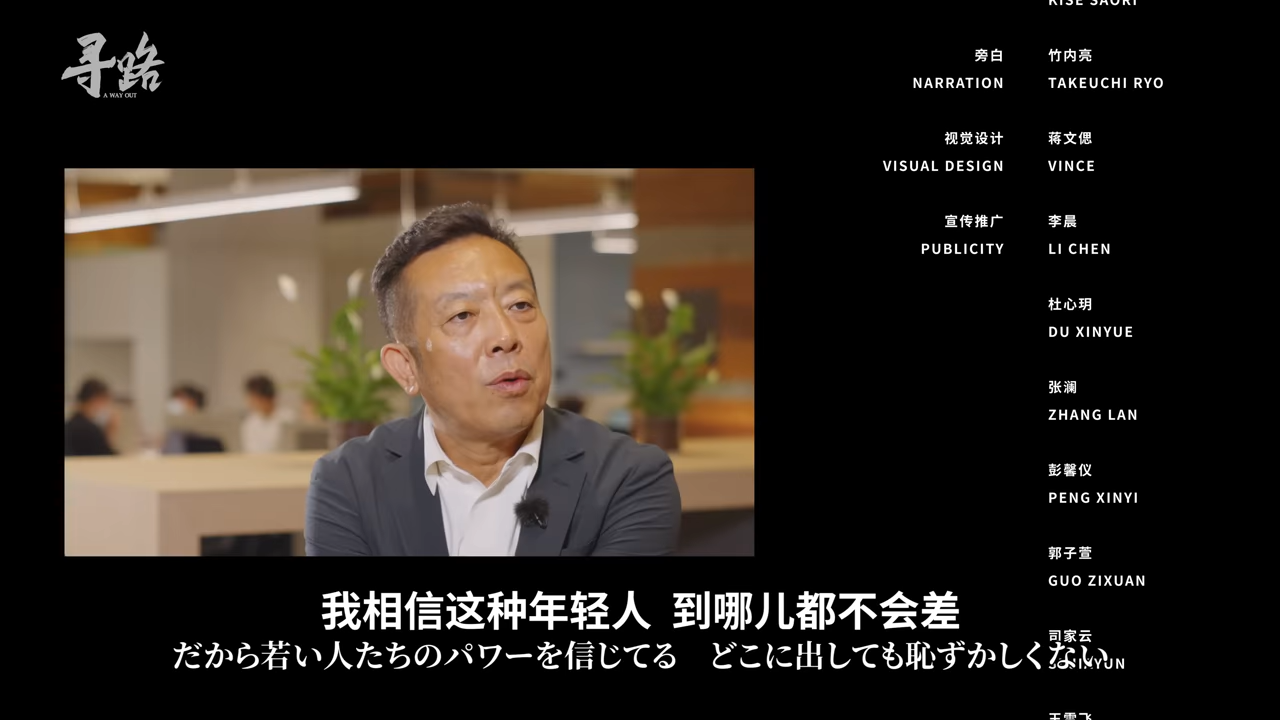 寻路
A WAY OUT
KISE SAORI
旁白 竹内亮
NARRATION TAKEUCHI RYO
视觉设计 蒋文偲
VISUAL DESIGN VINCE
宣传推广 李晨
PUBLICITY LI CHEN
杜心玥
DU XINYUE
张澜
ZHANG LAN
彭馨仪
PENG XINYI
郭子萱
GUO ZIXUAN
我相信这种年轻人 到哪儿都不会差
司家云
だから若い人たちのパワーを信じてる どこに出しても恥ずかしくない